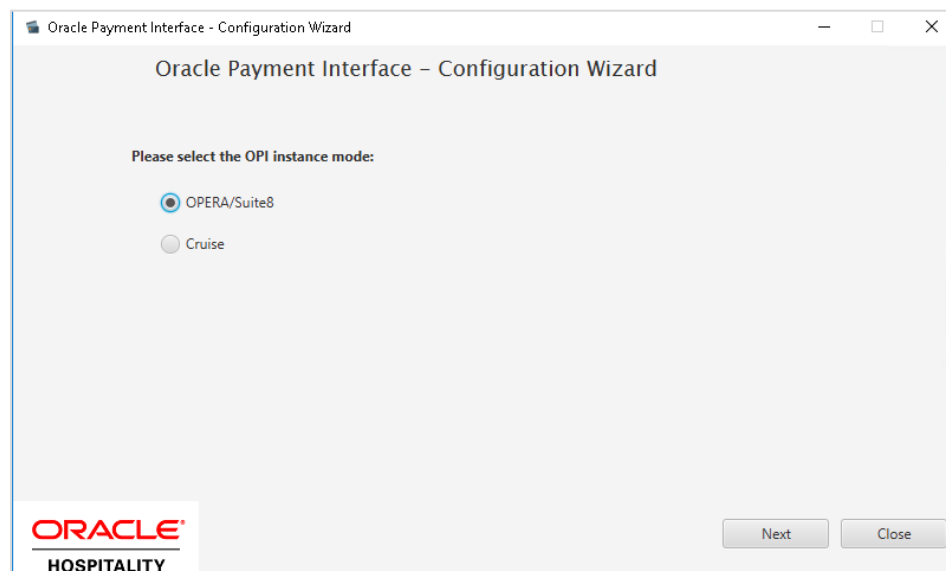 Oracle Payment Interface - Configuration Wizard
Oracle Payment Interface – Configuration Wizard
Please select the OPI instance mode:
OPERA/Suite8
Cruise
ORACLE®
HOSPITALITY
Next
Close